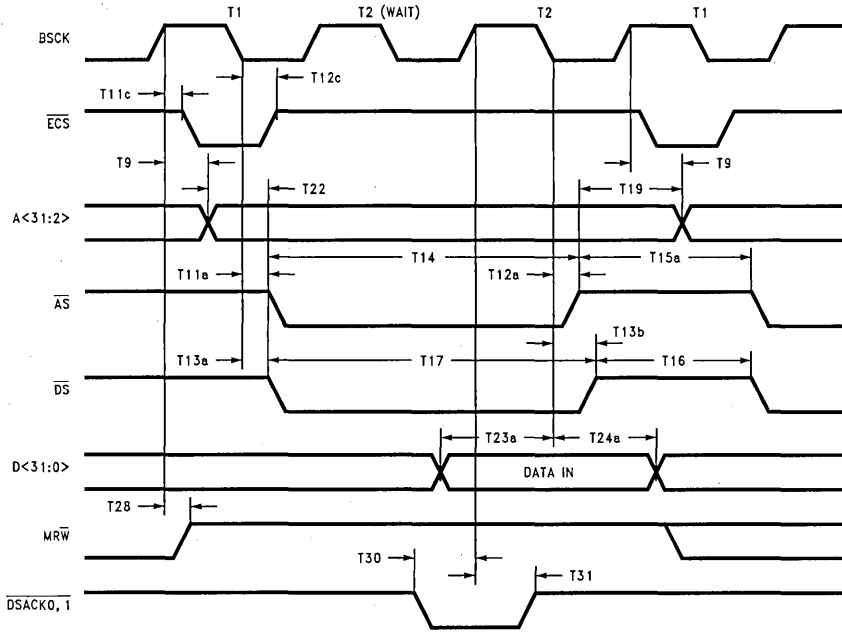 T1 T2 (WAIT) T2 T1
BSCK
T12c
T11c
ECS
T9 T9
T22 T19
A<31:2>
T14 T15a
T11a T12a
AS
T13b
T13a T17 T16
DS
T23a T24a
D<31:0> DATA IN
T28
MRW
T30 T31
DSACK0, 1